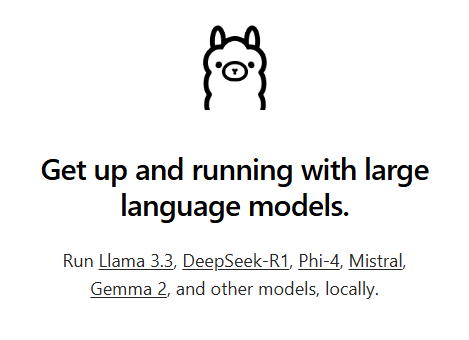 Get up and running with large
language models.
Run Llama 3.3, DeepSeek-R1, Phi-4, Mistral,
Gemma 2, and other models, locally.